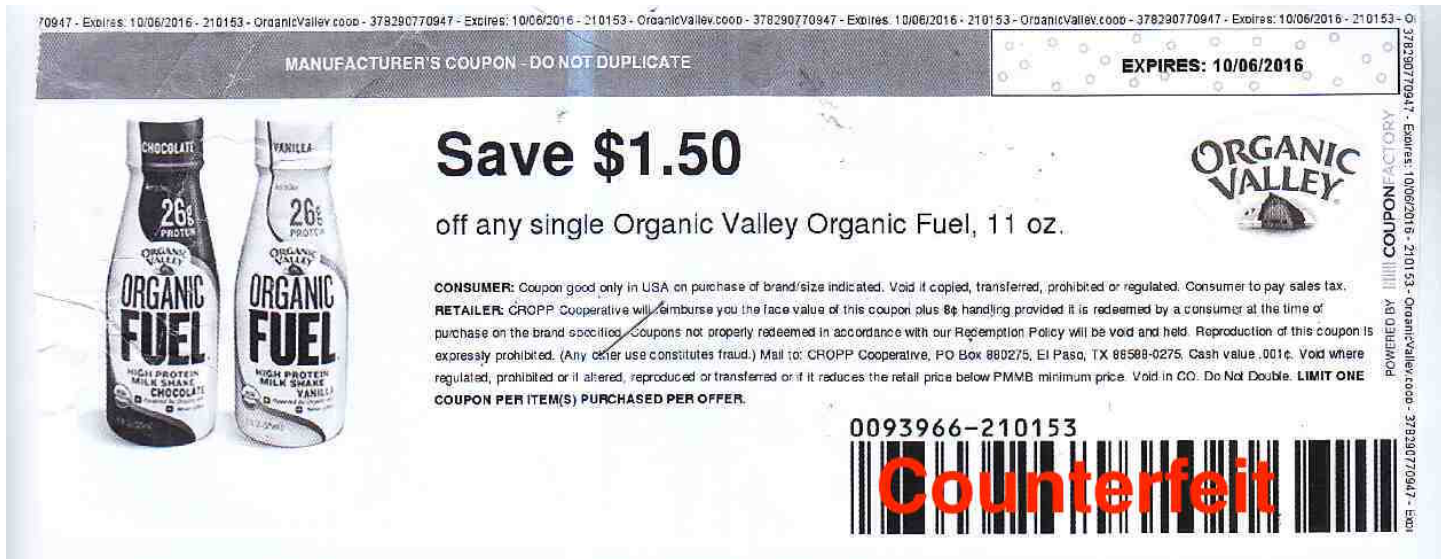 70947 - Expires: 10/06/2016 - 210153 - OrganicValley.coop - 378290770947 - Expires: 10/06/2016 - 210153 - OrganicValley.coop - 378290770947 - Expires: 10/06/2016 - 210153 - OrganicValley.coop - 378290770947 - Expires: 10/06/2016 - 210153 - O
MANUFACTURER'S COUPON - DO NOT DUPLICATE
EXPIRES: 10/06/2016
CHOCOLATE
26g
PROTEIN
ORGANIC
VALLEY
ORGANIC
FUEL
HIGH PROTEIN
MILK SHAKE
CHOCOLATE
VANILLA
26g
PROTEIN
ORGANIC
VALLEY
ORGANIC
FUEL
HIGH PROTEIN
MILK SHAKE
VANILLA
Save $1.50
off any single Organic Valley Organic Fuel, 11 oz.
ORGANIC
VALLEY
CONSUMER: Coupon good only in USA on purchase of brand/size indicated. Void if copied, transferred, prohibited or regulated. Consumer to pay sales tax.
RETAILER: CROPP Cooperative will reimburse you the face value of this coupon plus 8¢ handling provided it is redeemed by a consumer at the time of
purchase on the brand specified. Coupons not properly redeemed in accordance with our Redemption Policy will be void and held. Reproduction of this coupon is
expressly prohibited. (Any other use constitutes fraud.) Mail to: CROPP Cooperative, PO Box 880275, El Paso, TX 88588-0275. Cash value .001¢. Void where
regulated, prohibited or if altered, reproduced or transferred or if it reduces the retail price below PMMB minimum price. Void in CO. Do Not Double. LIMIT ONE
COUPON PER ITEM(S) PURCHASED PER OFFER.
0093966-210153
Counterfeit
POWERED BY COUPONFACTORY
378290770947 - Expires: 10/06/2016 - 210153 - OrganicValley.coop - 378290770947 - Expi